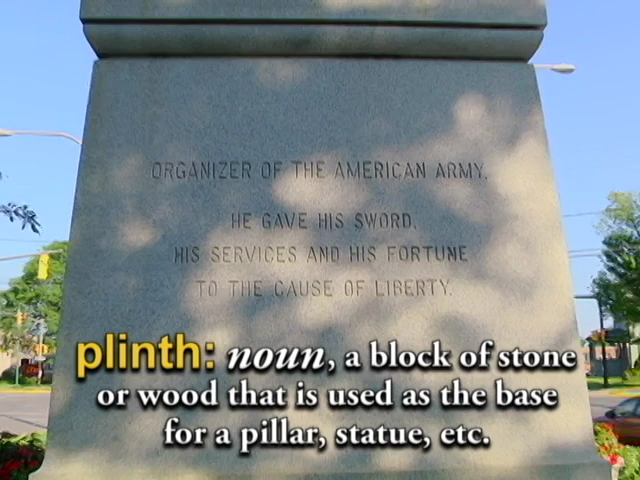 ORGANIZER OF THE AMERICAN ARMY.
HE GAVE HIS SWORD,
HIS SERVICES AND HIS FORTUNE
TO THE CAUSE OF LIBERTY.
plinth: noun, a block of stone
or wood that is used as the base
for a pillar, statue, etc.